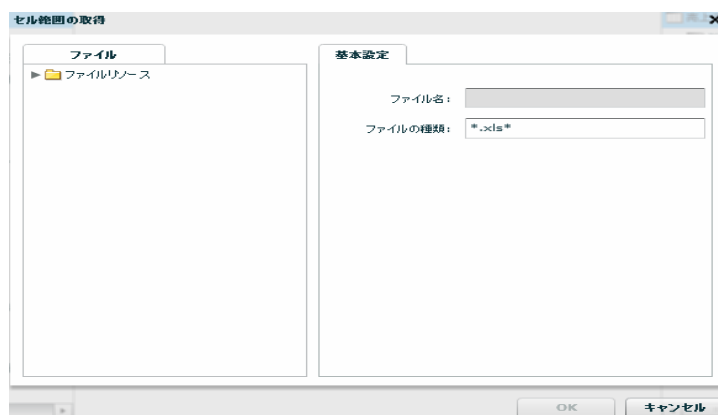 セル範囲の取得
ファイル
ファイルリソース
基本設定
ファイル名:
ファイルの種類: *.xls*
OK
キャンセル